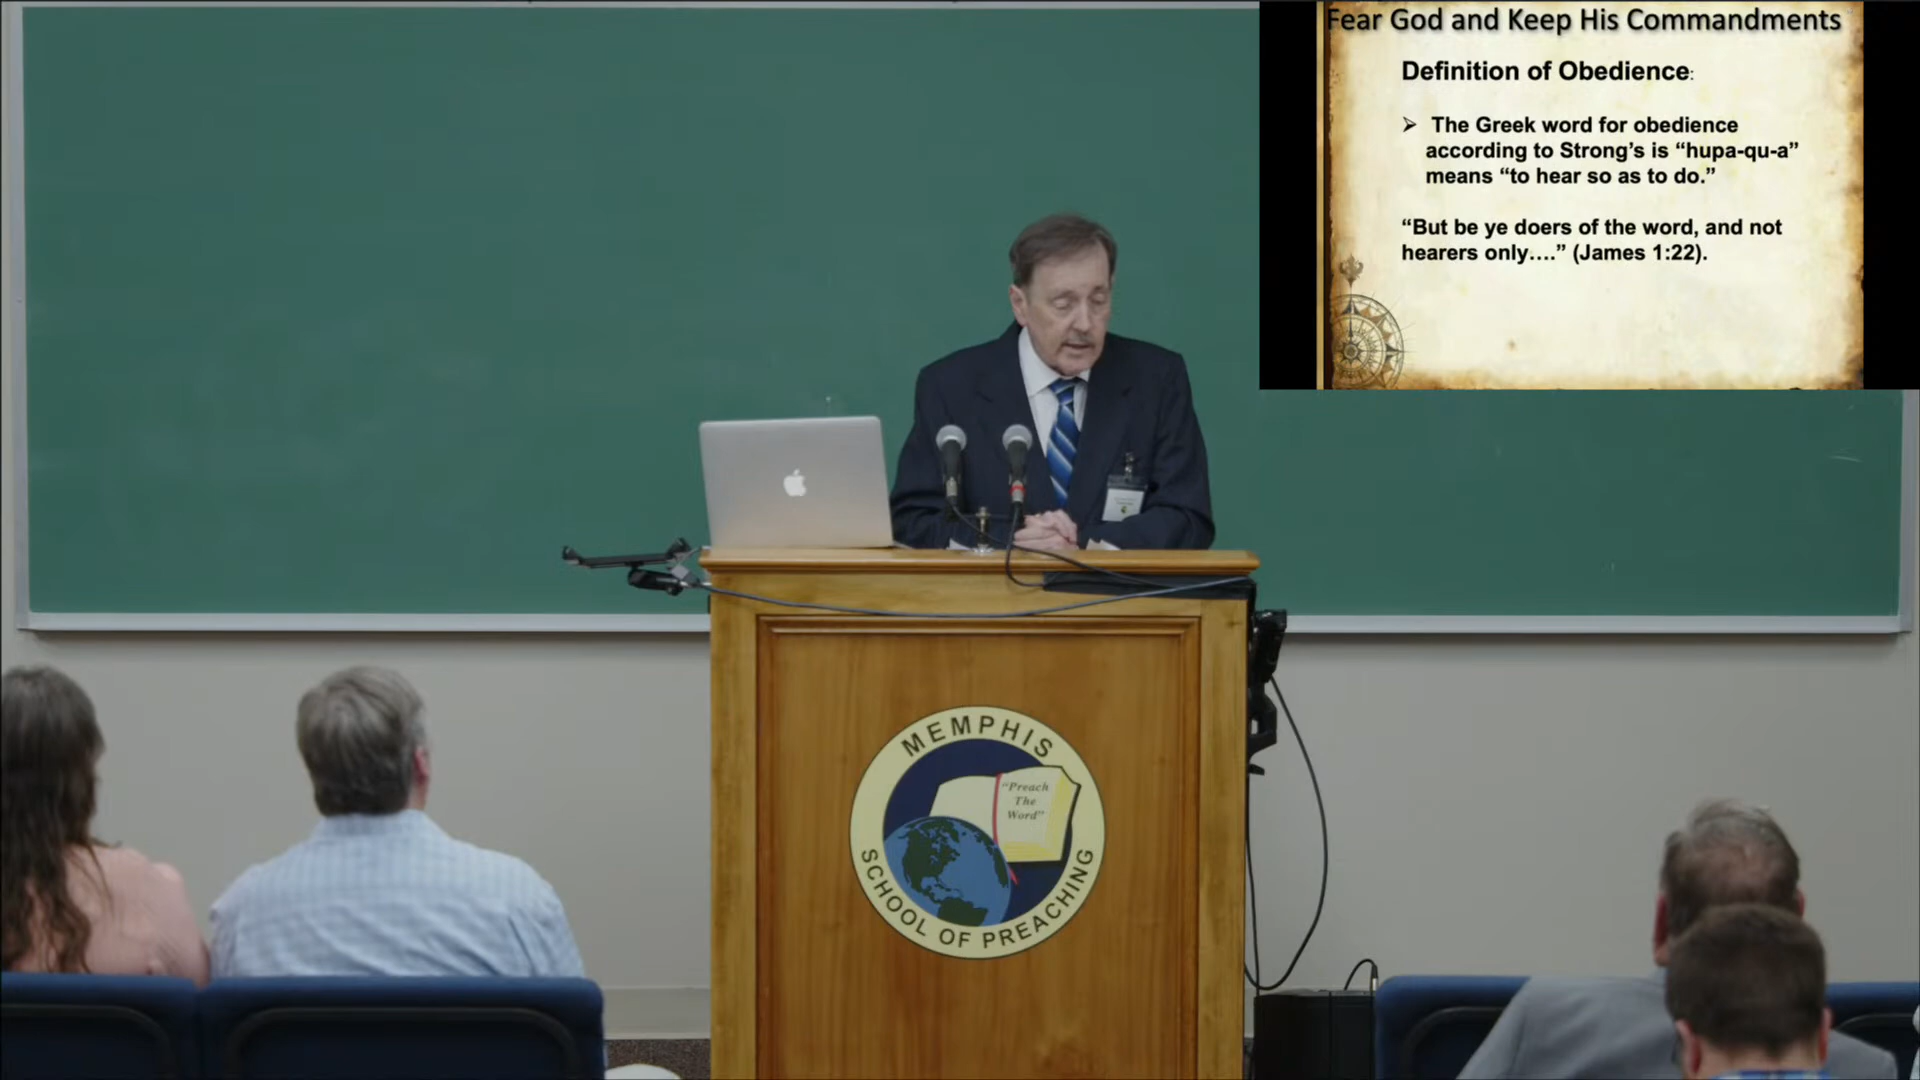 Fear God and Keep His Commandments
Definition of Obedience:
➢ The Greek word for obedience
according to Strong's is “hupa-qu-a”
means “to hear so as to do.”
“But be ye doers of the word, and not
hearers only….” (James 1:22).
MEMPHIS
“Preach
The
Word”
SCHOOL OF PREACHING